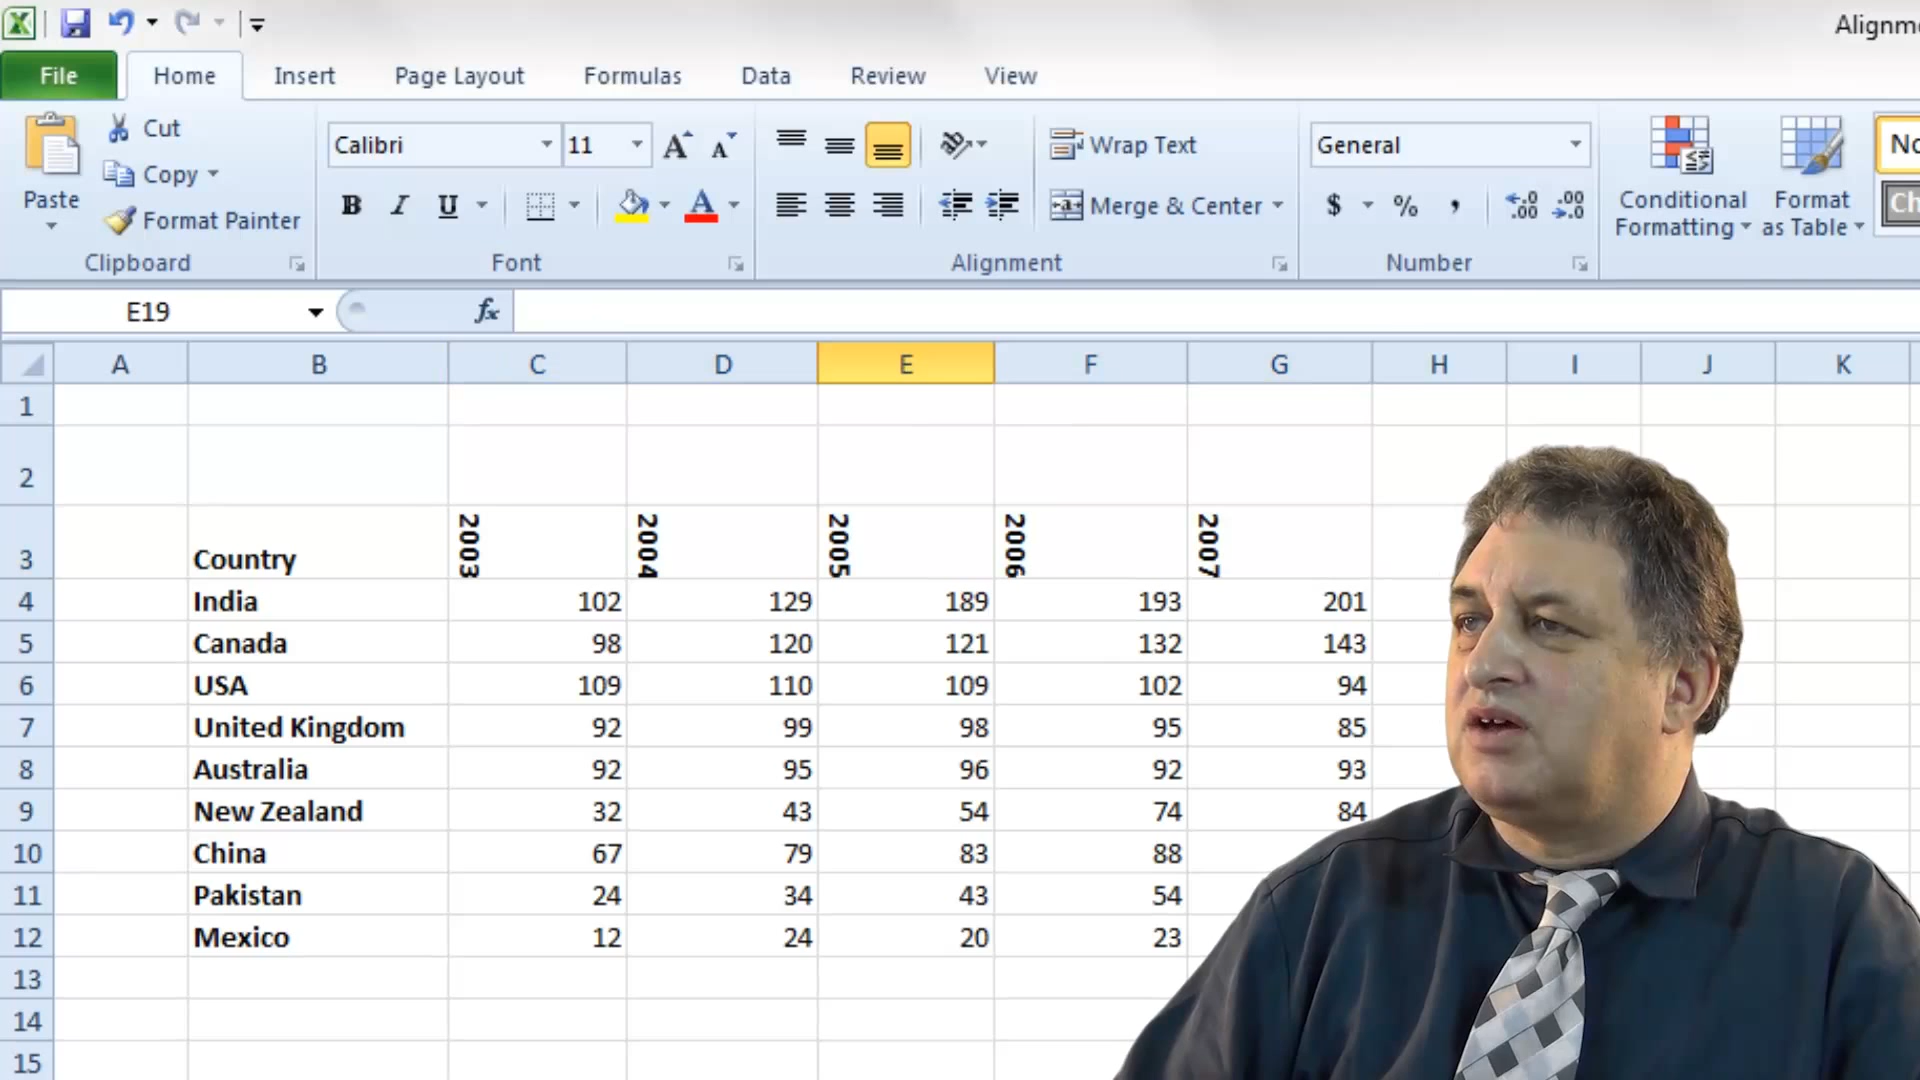 Alignme
File Home Insert Page Layout Formulas Data Review View
Paste
Cut
Copy
Format Painter
Clipboard
Calibri 11
B I U
Font
Wrap Text
Merge & Center
Alignment
General
$ % ,
Number
Conditional Formatting
Format as Table
No
Ch
E19 fx
A B C D E F G H I J K
1
2
3 Country 2003 2004 2005 2006 2007
4 India 102 129 189 193 201
5 Canada 98 120 121 132 143
6 USA 109 110 109 102 94
7 United Kingdom 92 99 98 95 85
8 Australia 92 95 96 92 93
9 New Zealand 32 43 54 74 84
10 China 67 79 83 88
11 Pakistan 24 34 43 54
12 Mexico 12 24 20 23
13
14
15